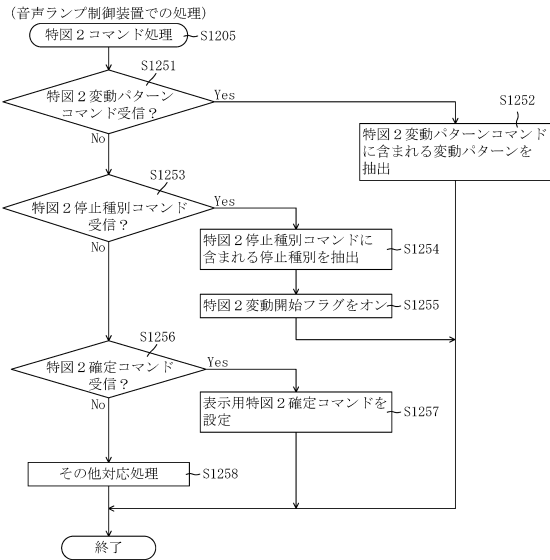 (音声ランプ制御装置での処理)
特図2コマンド処理
S1205
S1251
特図2変動パターン
コマンド受信?
Yes
No
S1252
特図2変動パターンコマンド
に含まれる変動パターンを
抽出
S1253
特図2停止種別コマンド
受信?
Yes
No
特図2停止種別コマンドに
含まれる停止種別を抽出
S1254
特図2変動開始フラグをオン
S1255
S1256
特図2確定コマンド
受信?
Yes
No
表示用特図2確定コマンドを
設定
S1257
その他対応処理
S1258
終了